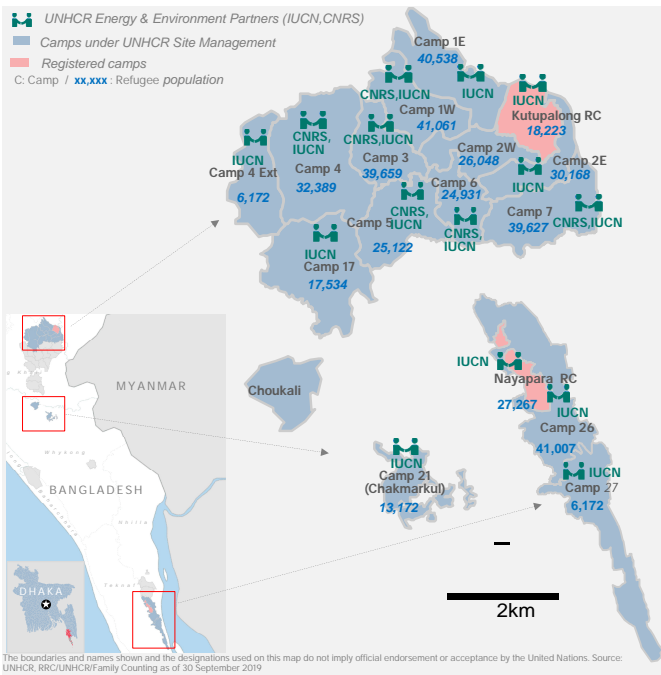 UNHCR Energy & Environment Partners (IUCN,CNRS)
Camps under UNHCR Site Management
Registered camps
C: Camp / xx,xxx : Refugee population
Camp 1E
40,538
CNRS,IUCN
IUCN
IUCN
Kutupalong RC
18,223
Camp 1W
41,061
CNRS,IUCN
CNRS,
IUCN
IUCN
Camp 4 Ext
6,172
Camp 4
32,389
Camp 3
39,659
Camp 2W
26,048
Camp 2E
30,168
IUCN
Camp 6
24,931
CNRS,
IUCN
Camp 5
25,122
CNRS,
IUCN
Camp 7
39,627
CNRS,IUCN
IUCN
Camp 17
17,534
MYANMAR
BANGLADESH
DHAKA
Choukali
IUCN
Camp 21
(Chakmarkul)
13,172
IUCN
Nayapara RC
27,267
IUCN
Camp 26
41,007
IUCN
Camp 27
6,172
2km
The boundaries and names shown and the designations used on this map do not imply official endorsement or acceptance by the United Nations. Source:
UNHCR, RRC/UNHCR/Family Counting as of 30 September 2019